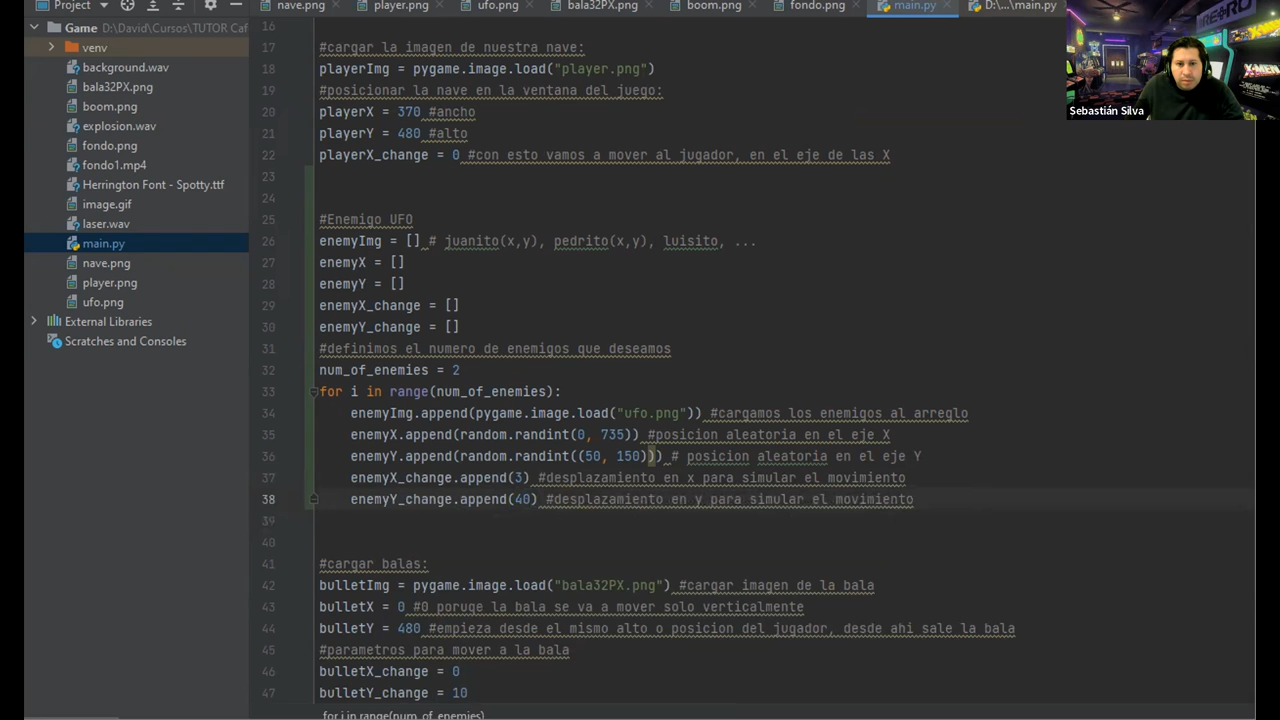 Project
nave.png
player.png
ufo.png
bala32PX.png
boom.png
fondo.png
main.py
D:\...\main.py
Game D:\David\Cursos\TUTOR Caf
venv
background.wav
bala32PX.png
boom.png
explosion.wav
fondo.png
fondo1.mp4
Herrington Font - Spotty.ttf
image.gif
laser.wav
main.py
nave.png
player.png
ufo.png
External Libraries
Scratches and Consoles
16
17 #cargar la imagen de nuestra nave:
18 playerImg = pygame.image.load("player.png")
19 #posicionar la nave en la ventana del juego:
20 playerX = 370 #ancho
21 playerY = 480 #alto
22 playerX_change = 0 #con esto vamos a mover al jugador, en el eje de las X
23
24
25 #Enemigo UFO
26 enemyImg = [] # juanito(x,y), pedrito(x,y), luisito, ...
27 enemyX = []
28 enemyY = []
29 enemyX_change = []
30 enemyY_change = []
31 #definimos el numero de enemigos que deseamos
32 num_of_enemies = 2
33 for i in range(num_of_enemies):
34 enemyImg.append(pygame.image.load("ufo.png")) #cargamos los enemigos al arreglo
35 enemyX.append(random.randint(0, 735)) #posicion aleatoria en el eje X
36 enemyY.append(random.randint((50, 150))) # posicion aleatoria en el eje Y
37 enemyX_change.append(3) #desplazamiento en x para simular el movimiento
38 enemyY_change.append(40) #desplazamiento en y para simular el movimiento
39
40
41 #cargar balas:
42 bulletImg = pygame.image.load("bala32PX.png") #cargar imagen de la bala
43 bulletX = 0 #0 poruqe la bala se va a mover solo verticalmente
44 bulletY = 480 #empieza desde el mismo alto o posicion del jugador, desde ahi sale la bala
45 #parametros para mover a la bala
46 bulletX_change = 0
47 bulletY_change = 10
for i in range(num_of_enemies)
Sebastián Silva